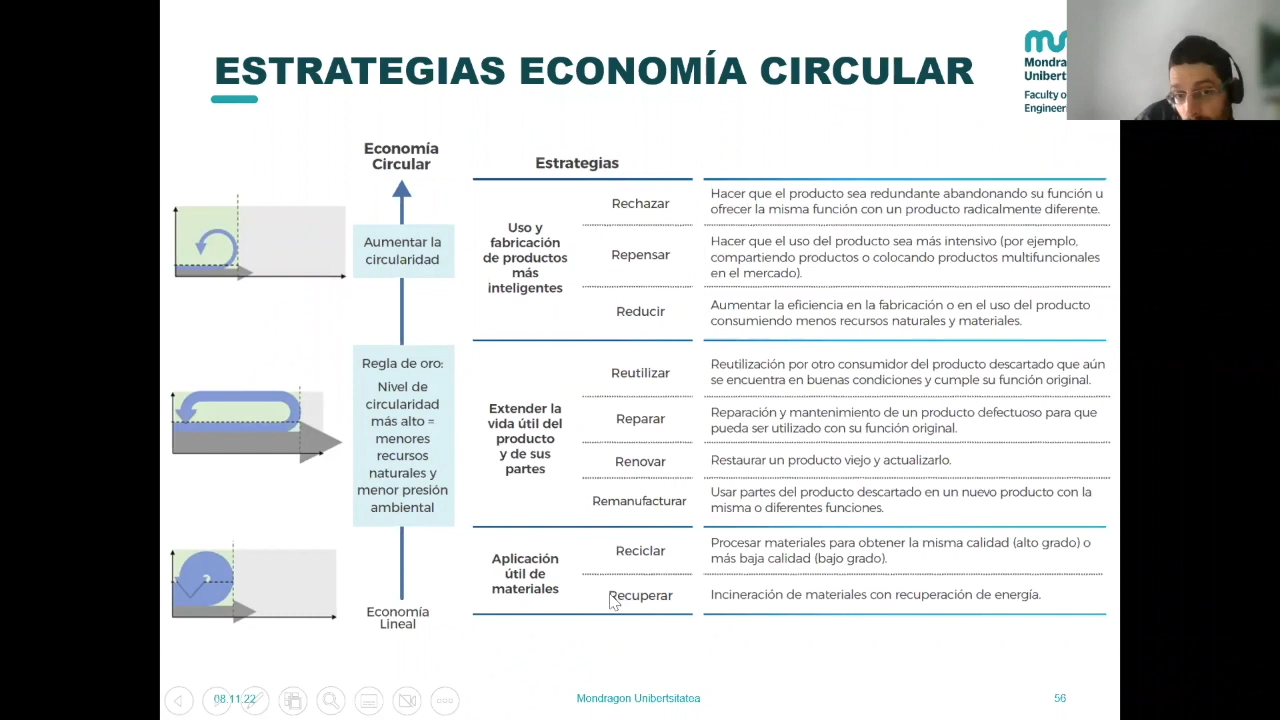 ESTRATEGIAS ECONOMÍA CIRCULAR
Mondrag
Unibert
Faculty o
Enginee
Economía
Circular
Aumentar la
circularidad
Regla de oro:
Nivel de
circularidad
más alto =
menores
recursos
naturales y
menor presión
ambiental
Economía
Lineal
Estrategias
Uso y
fabricación
de productos
más
inteligentes
Rechazar
Hacer que el producto sea redundante abandonando su función u
ofrecer la misma función con un producto radicalmente diferente.
Repensar
Hacer que el uso del producto sea más intensivo (por ejemplo,
compartiendo productos o colocando productos multifuncionales
en el mercado).
Reducir
Aumentar la eficiencia en la fabricación o en el uso del producto
consumiendo menos recursos naturales y materiales.
Extender la
vida útil del
producto
y de sus
partes
Reutilizar
Reutilización por otro consumidor del producto descartado que aún
se encuentra en buenas condiciones y cumple su función original.
Reparar
Reparación y mantenimiento de un producto defectuoso para que
pueda ser utilizado con su función original.
Renovar
Restaurar un producto viejo y actualizarlo.
Remanufacturar
Usar partes del producto descartado en un nuevo producto con la
misma o diferentes funciones.
Aplicación
útil de
materiales
Reciclar
Procesar materiales para obtener la misma calidad (alto grado) o
más baja calidad (bajo grado).
Recuperar
Incineración de materiales con recuperación de energía.
08.11.22
Mondragon Unibertsitatea
56